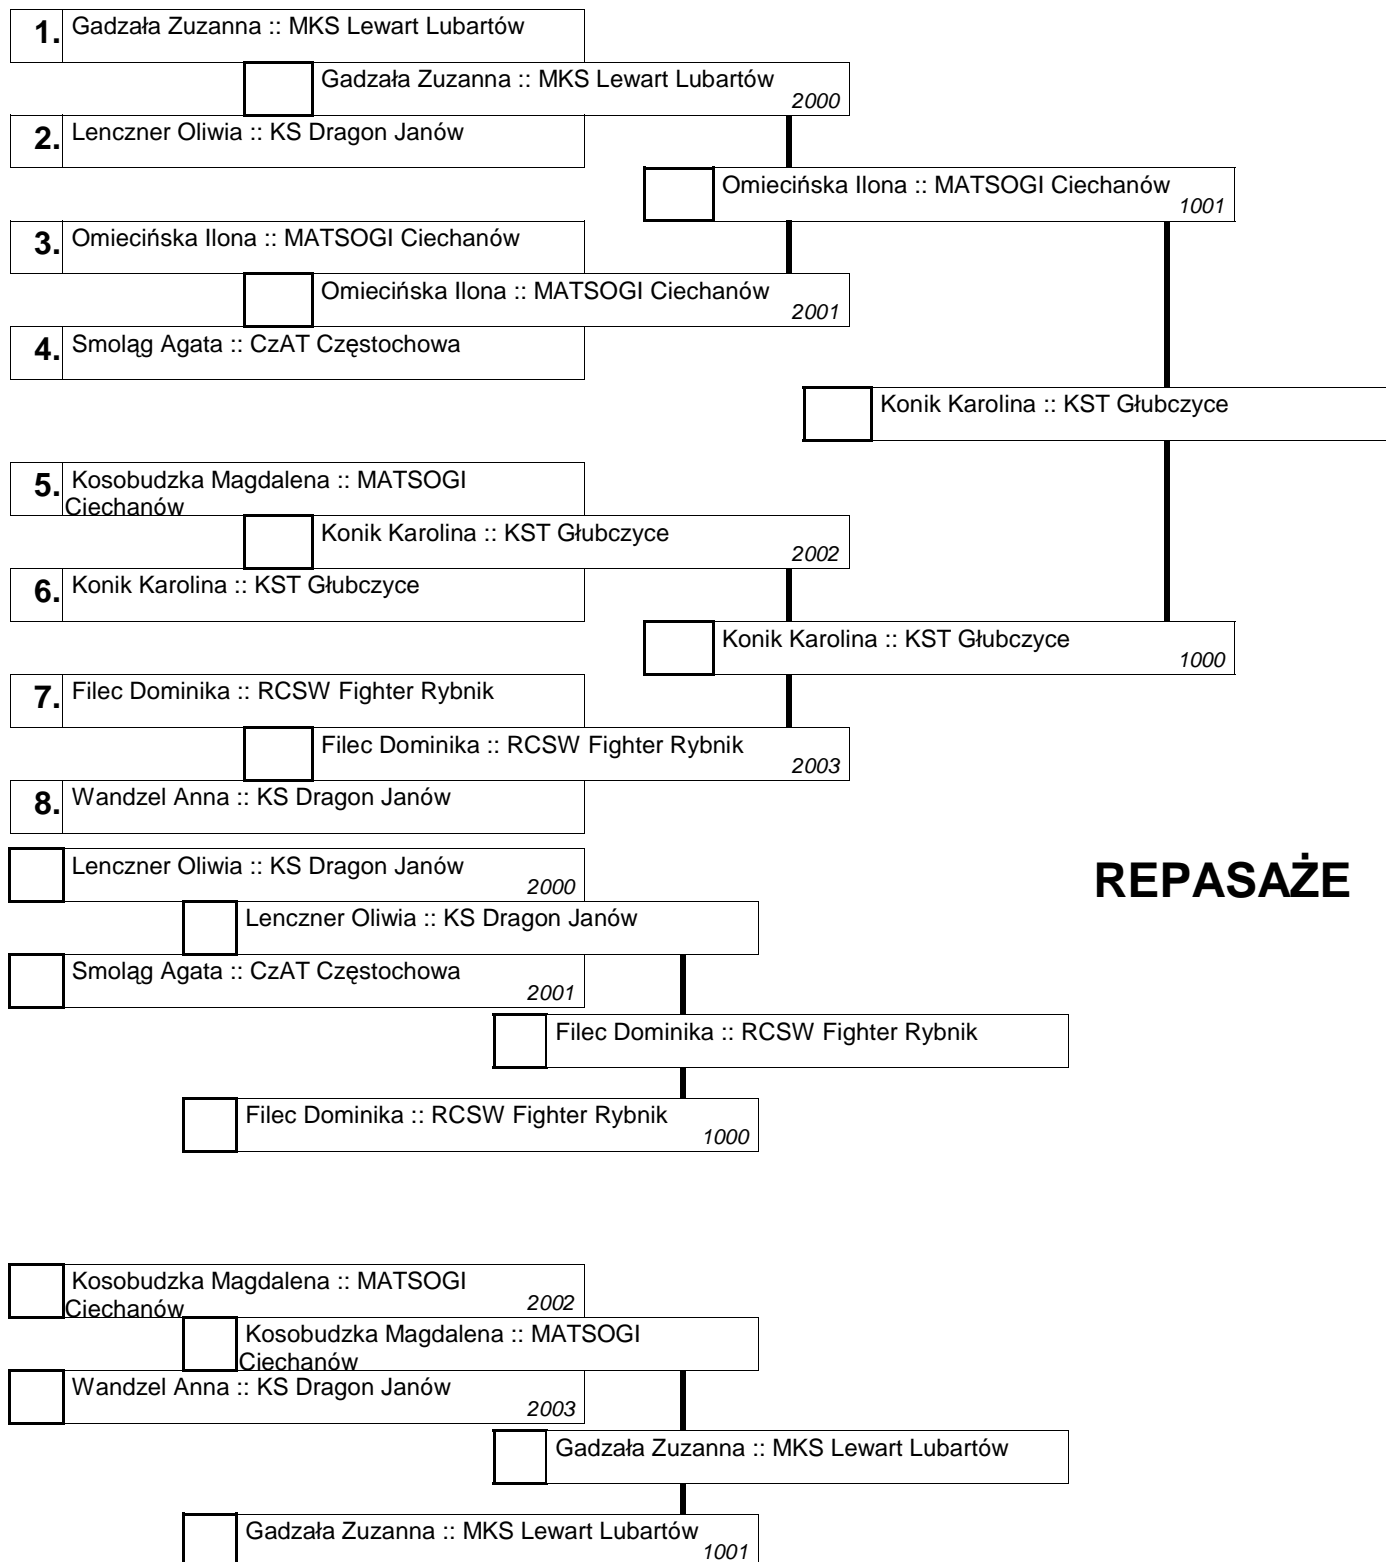 1. Gadzała Zuzanna :: MKS Lewart Lubartów
Gadzała Zuzanna :: MKS Lewart Lubartów
2000
2. Lenczner Oliwia :: KS Dragon Janów
Omiecińska Ilona :: MATSOGI Ciechanów
1001
3. Omiecińska Ilona :: MATSOGI Ciechanów
Omiecińska Ilona :: MATSOGI Ciechanów
2001
4. Smoląg Agata :: CzAT Częstochowa
Konik Karolina :: KST Głubczyce
5. Kosobudzka Magdalena :: MATSOGI
Ciechanów
Konik Karolina :: KST Głubczyce
2002
6. Konik Karolina :: KST Głubczyce
Konik Karolina :: KST Głubczyce
1000
7. Filec Dominika :: RCSW Fighter Rybnik
Filec Dominika :: RCSW Fighter Rybnik
2003
8. Wandzel Anna :: KS Dragon Janów
Lenczner Oliwia :: KS Dragon Janów
2000
REPASAŻE
Lenczner Oliwia :: KS Dragon Janów
Smoląg Agata :: CzAT Częstochowa
2001
Filec Dominika :: RCSW Fighter Rybnik
Filec Dominika :: RCSW Fighter Rybnik
1000
Kosobudzka Magdalena :: MATSOGI
Ciechanów
2002
Kosobudzka Magdalena :: MATSOGI
Ciechanów
Wandzel Anna :: KS Dragon Janów
2003
Gadzała Zuzanna :: MKS Lewart Lubartów
Gadzała Zuzanna :: MKS Lewart Lubartów
1001